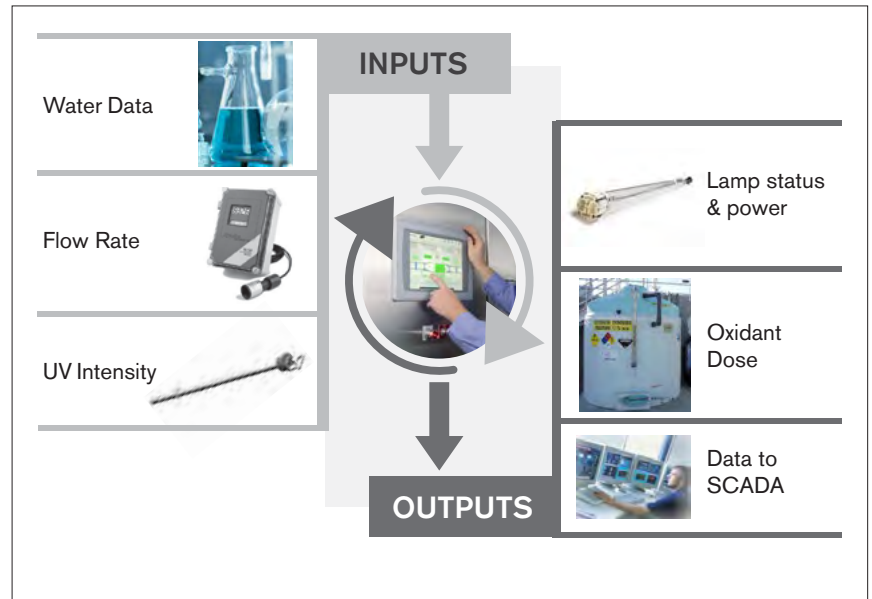 INPUTS
Water Data
Flow Rate
UV Intensity
Lamp status
& power
Oxidant
Dose
Data to
SCADA
OUTPUTS